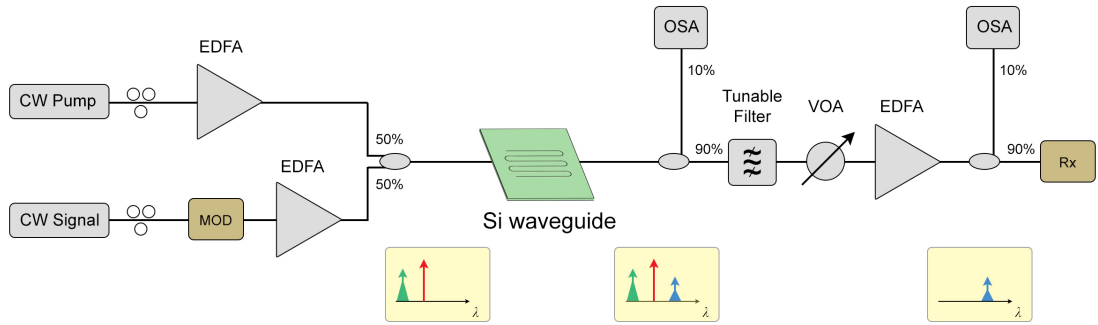 OSA
OSA
EDFA
10%
10%
CW Pump
Tunable
Filter
VOA
EDFA
50%
EDFA
90%
90%
Rx
50%
CW Signal
MOD
Si waveguide
λ
λ
λ